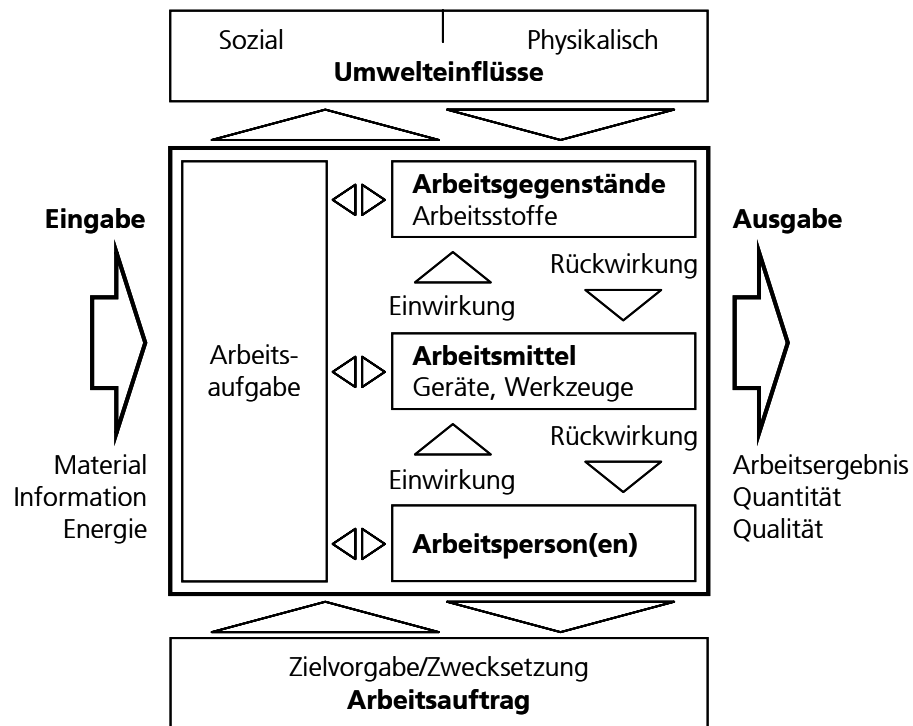 Sozial
Physikalisch
Umwelteinflüsse
Eingabe
Material
Information
Energie
Arbeits-
aufgabe
Arbeitsgegenstände
Arbeitsstoffe
Einwirkung
Rückwirkung
Arbeitsmittel
Geräte, Werkzeuge
Einwirkung
Rückwirkung
Arbeitsperson(en)
Ausgabe
Arbeitsergebnis
Quantität
Qualität
Zielvorgabe/Zwecksetzung
Arbeitsauftrag